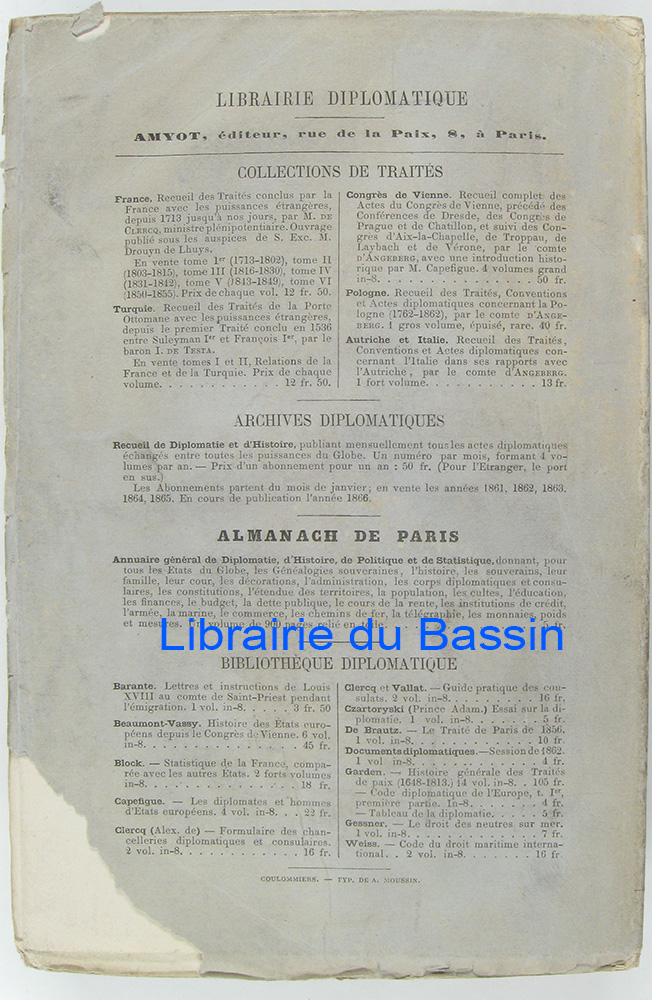 LIBRAIRIE DIPLOMATIQUE
AMYOT, éditeur, rue de la Paix, 8, à Paris.
COLLECTIONS DE TRAITÉS
France. Recueil des Traités conclus par la
France avec les puissances étrangères,
depuis 1713 jusqu'à nos jours, par M. DE
CLERCQ, ministre plénipotentiaire. Ouvrage
publié sous les auspices de S. Exc. M.
Drouyn de Lhuys.
En vente tome 1er (1713-1802), tome II
(1803-1815), tome III (1816-1830), tome IV
(1831-1842), tome V (1843-1849), tome VI
(1850-1855). Prix de chaque vol. 12 fr. 50.
Turquie. Recueil des Traités de la Porte
Ottomane avec les puissances étrangères,
depuis le premier Traité conclu en 1536
entre Suleyman Ier et François Ier, par le
baron I. DE TESTA.
En vente tomes I et II, Relations de la
France et de la Turquie. Prix de chaque
volume. . . . . . . . . . . . 12 fr. 50.
Congrès de Vienne. Recueil complet des
Actes du Congrès de Vienne, précédé des
Conférences de Dresde, des Congrès de
Prague et de Chatillon, et suivi des Con-
grès d'Aix-la-Chapelle, de Troppau, de
Laybach et de Vérone, par le comte
D'ANGEBERG, avec une introduction histo-
rique par M. Capefigue. 4 volumes grand
in-8. . . . . . . . . . . . . . . 50 fr.
Pologne. Recueil des Traités, Conventions
et Actes diplomatiques concernant la Po-
logne (1762-1862), par le comte D'ANGE-
BERG. 1 gros volume, épuisé, rare. 40 fr.
Autriche et Italie. Recueil des Traités,
Conventions et Actes diplomatiques con-
cernant l'Italie dans ses rapports avec
l'Autriche, par le comte d'ANGEBERG.
1 fort volume. . . . . . . . . . . 13 fr.
ARCHIVES DIPLOMATIQUES
Recueil de Diplomatie et d'Histoire, publiant mensuellement tous les actes diplomatiques
échangés entre toutes les puissances du Globe. Un numéro par mois, formant 4 vo-
lumes par an. — Prix d'un abonnement pour un an : 50 fr. (Pour l'Etranger, le port
en sus.)
Les Abonnements partent du mois de janvier; en vente les années 1861, 1862, 1863,
1864, 1865. En cours de publication l'année 1866.
ALMANACH DE PARIS
Annuaire général de Diplomatie, d'Histoire, de Politique et de Statistique, donnant, pour
tous les Etats du Globe, les Généalogies souveraines, l'histoire, les souverains, leur
famille, leur cour, les décorations, l'administration, les corps diplomatiques et consu-
laires, les constitutions, l'étendue des territoires, la population, les cultes, l'éducation,
les finances, le budget, la dette publique, le cours de la rente, les institutions de crédit,
l'armée, la marine, le commerce, les chemins de fer, la télégraphie, les monnaies, poids
et mesures. Un volume de 900 pages relié en toile. . . . . . . . 5 fr.
Librairie du Bassin
BIBLIOTHÈQUE DIPLOMATIQUE
Barante. Lettres et instructions de Louis
XVIII au comte de Saint-Priest pendant
l'émigration. 1 vol. in-8. . . . . 3 fr. 50
Beaumont-Vassy. Histoire des Etats euro-
péens depuis le Congrès de Vienne. 6 vol.
in-8. . . . . . . . . . . . . . . 45 fr.
Block. — Statistique de la France, compa-
rée avec les autres Etats. 2 forts volumes
in-8. . . . . . . . . . . . . . . 18 fr.
Capefigue. — Les diplomates et hommes
d'Etats européens. 4 vol. in-8. . . 22 fr.
Clercq (Alex. de) — Formulaire des chan-
celleries diplomatiques et consulaires.
2 vol. in-8. . . . . . . . . . . . 16 fr.
Clercq et Vallat. — Guide pratique des con-
sulats. 2 vol. in-8. . . . . . . . 16 fr.
Czartoryski (Prince Adam) Essai sur la di-
plomatie. 1 vol. in-8. . . . . . . 5 fr.
De Brautz. — Le Traité de Paris de 1856.
1 vol. in-8. . . . . . . . . . . . 10 fr.
Documents diplomatiques. — Session de 1862.
1 vol in-8. . . . . . . . . . . . 4 fr.
Garden. — Histoire générale des Traités
de paix (1648-1813.) 14 vol. in-8. . 105 fr.
— Code diplomatique de l'Europe, t. Ier,
première partie. In-8. . . . . . . 4 fr.
— Tableau de la diplomatie. . . . . 5 fr.
Gessner. — Le droit des neutres sur mer.
1 vol. in-8. . . . . . . . . . . . 7 fr.
Weiss. — Code du droit maritime interna-
tional. . 2 vol. in-8. . . . . . . 16 fr
COULOMMIERS. — TYP. DE A. MOUSSIN.